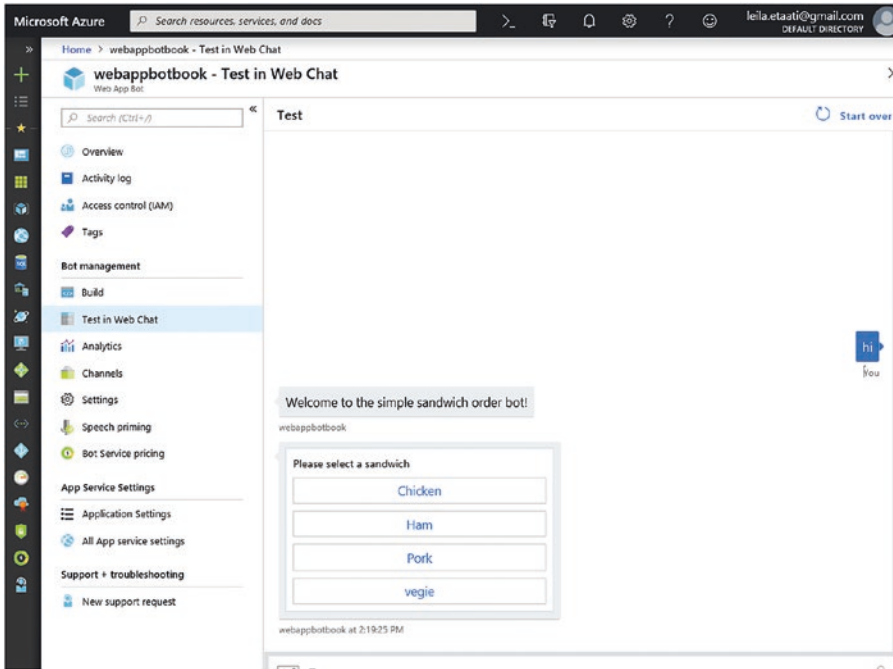 Microsoft Azure
Search resources, services, and docs
leila.etaati@gmail.com
DEFAULT DIRECTORY
Home > webappbotbook - Test in Web Chat
webappbotbook - Test in Web Chat
Web App Bot
Search (Ctrl+/)
Overview
Activity log
Access control (IAM)
Tags
Bot management
Build
Test in Web Chat
Analytics
Channels
Settings
Speech priming
Bot Service pricing
App Service Settings
Application Settings
All App service settings
Support + troubleshooting
New support request
Test
Start over
hi
You
Welcome to the simple sandwich order bot!
webappbotbook
Please select a sandwich
Chicken
Ham
Pork
vegie
webappbotbook at 2:19:25 PM